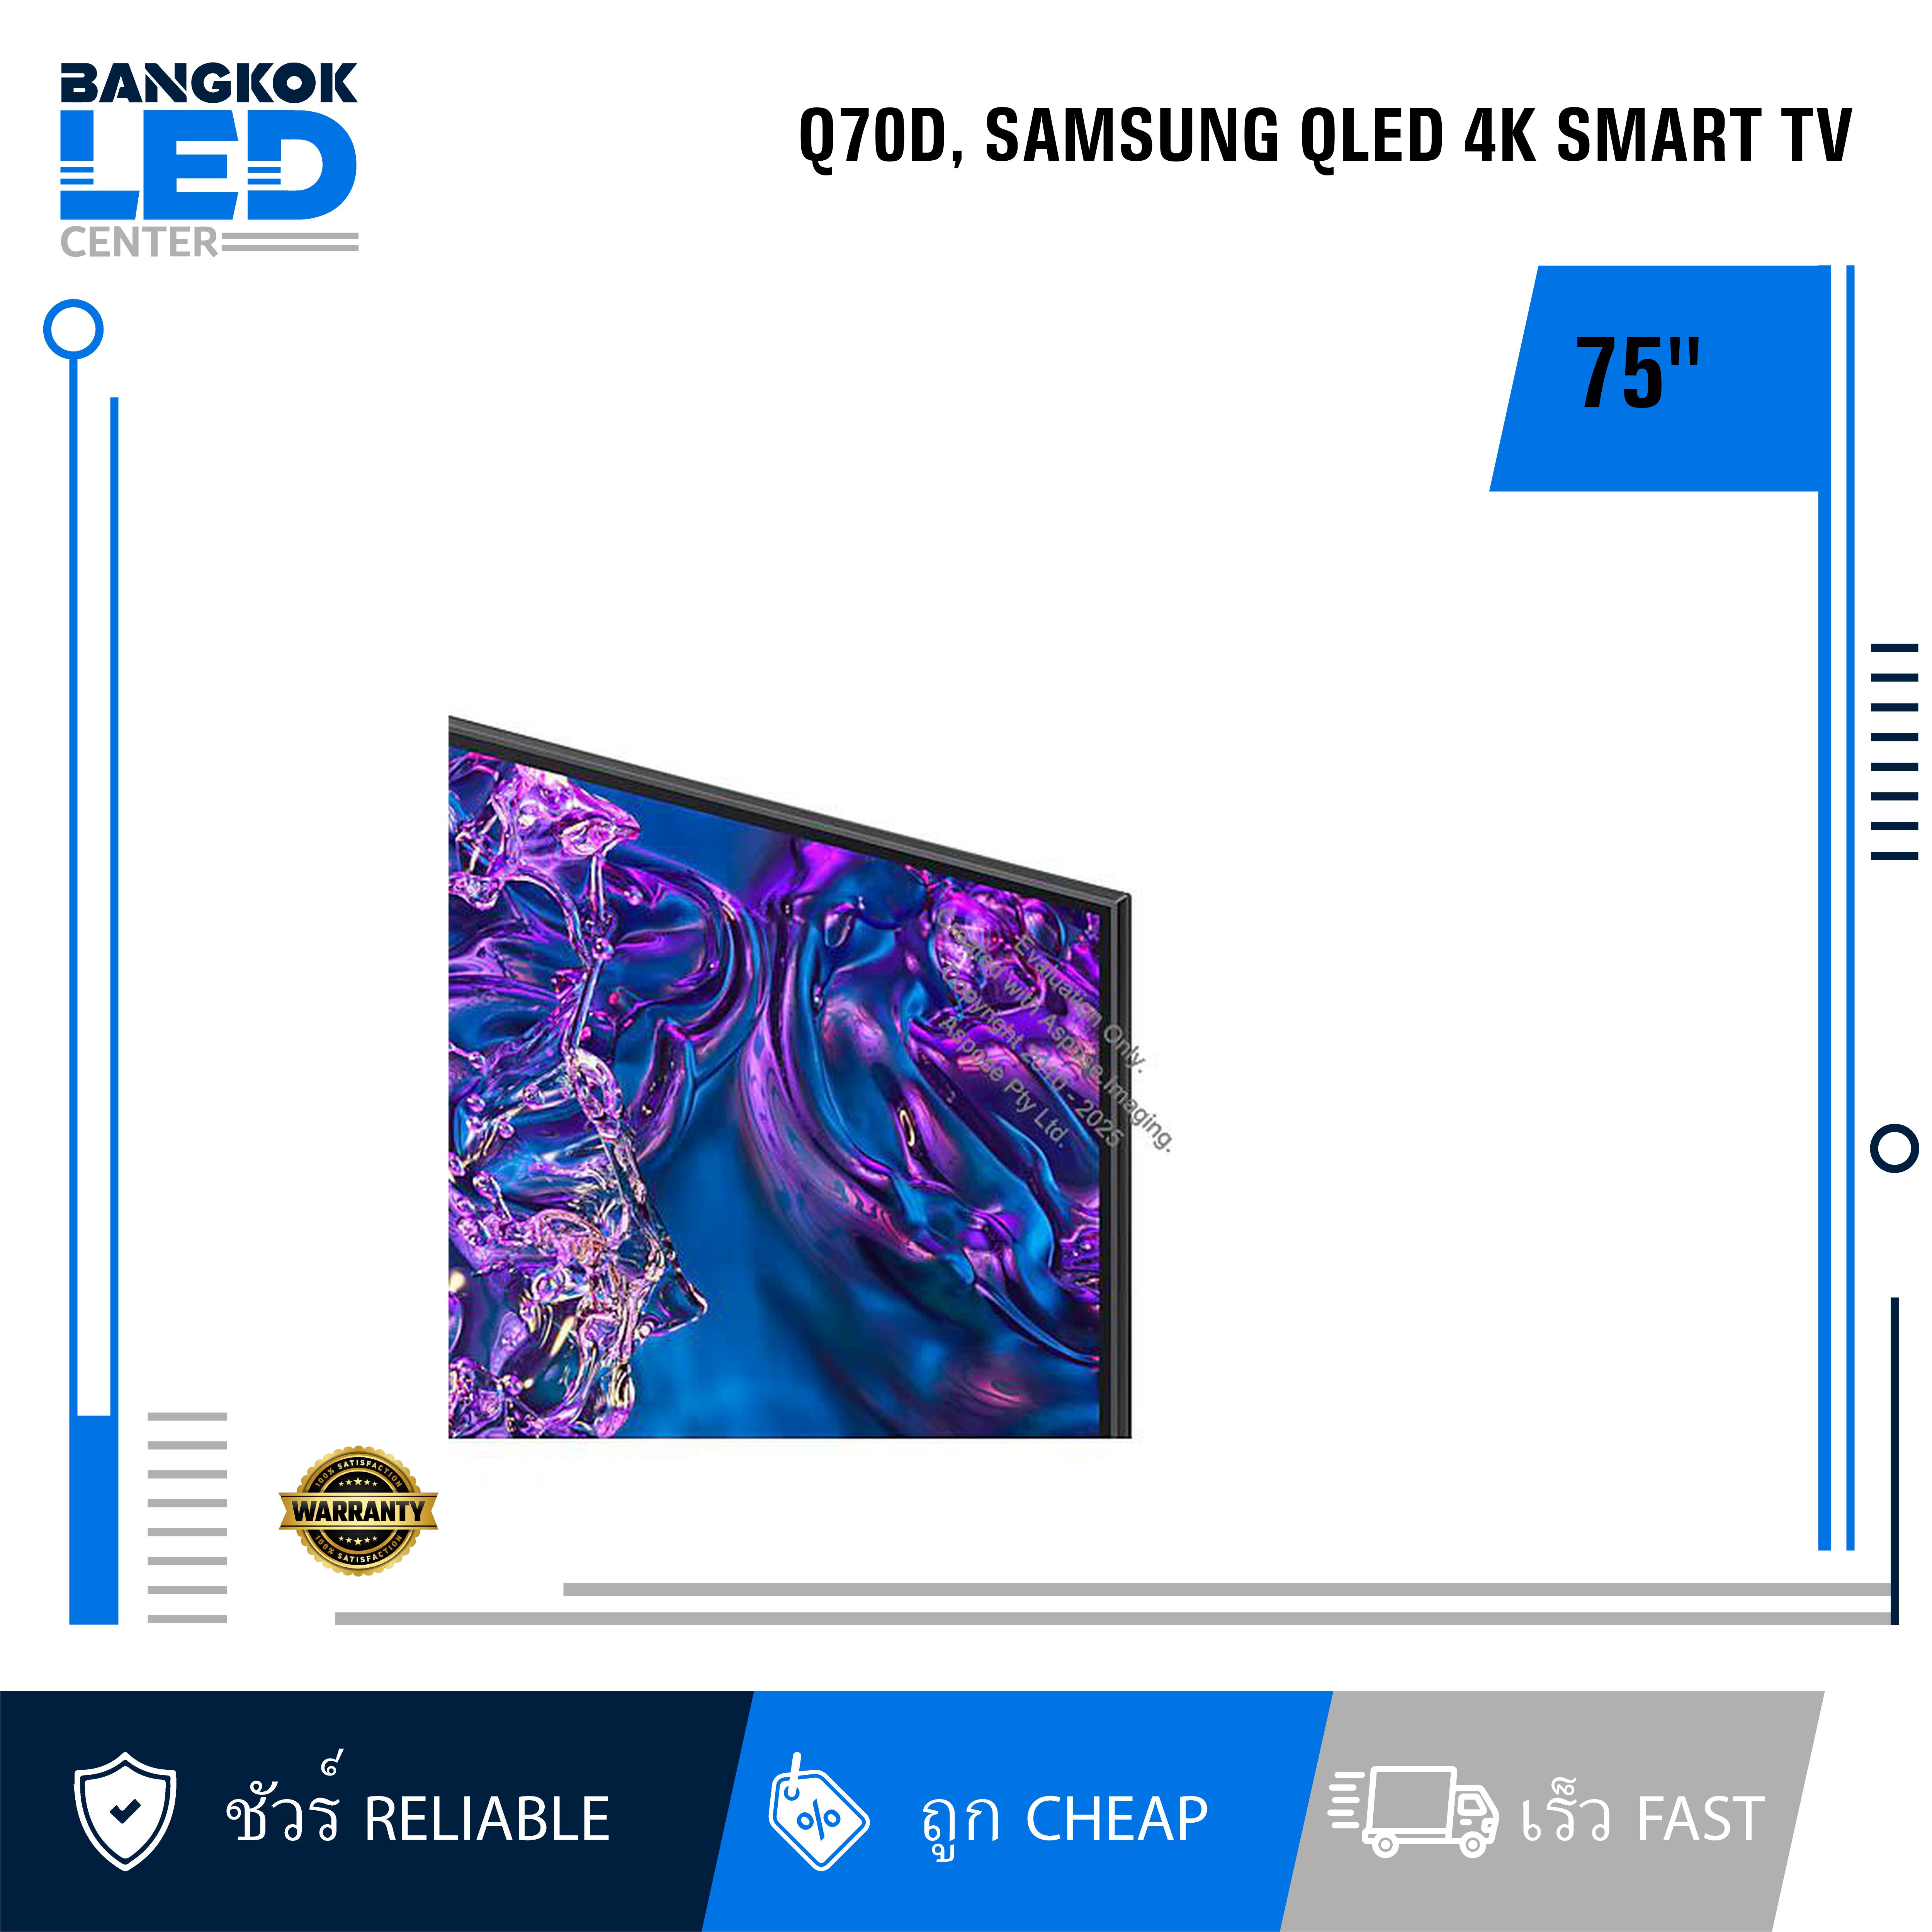 BANGKOK
LED
CENTER
Q70D, SAMSUNG QLED 4K SMART TV
75"
Evaluation Only.
Created with Aspose.Imaging.
Copyright 2010 - 2025
Aspose Pty Ltd.
100% SATISFACTION
WARRANTY
100% SATISFACTION
ชัวร์ RELIABLE
% ถูก CHEAP
เร็ว FAST